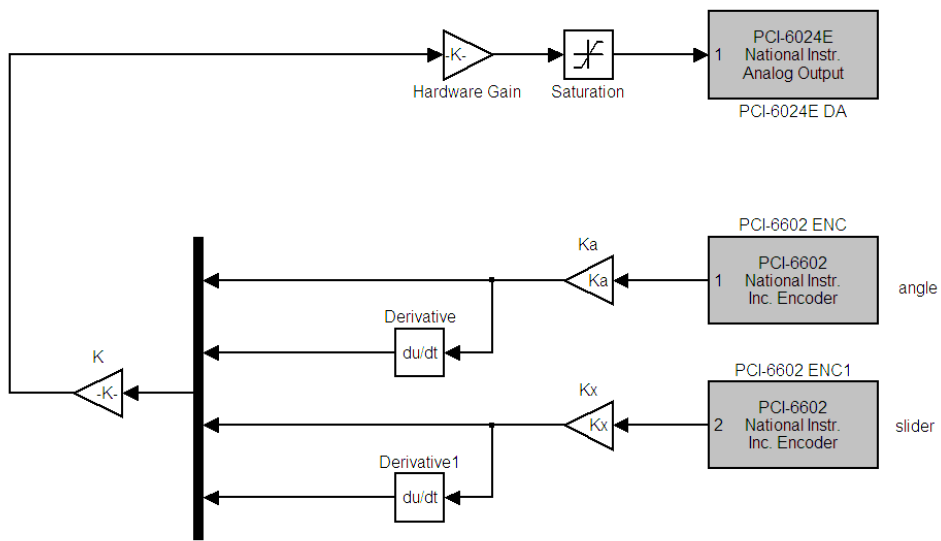 PCI-6024E
National Instr.
Analog Output
1
-K-
Hardware Gain
Saturation
PCI-6024E DA
PCI-6602 ENC
Ka
Ka
1
PCI-6602
National Instr.
Inc. Encoder
angle
Derivative
du/dt
K
-K-
PCI-6602 ENC1
Kx
Kx
2
PCI-6602
National Instr.
Inc. Encoder
slider
Derivative1
du/dt